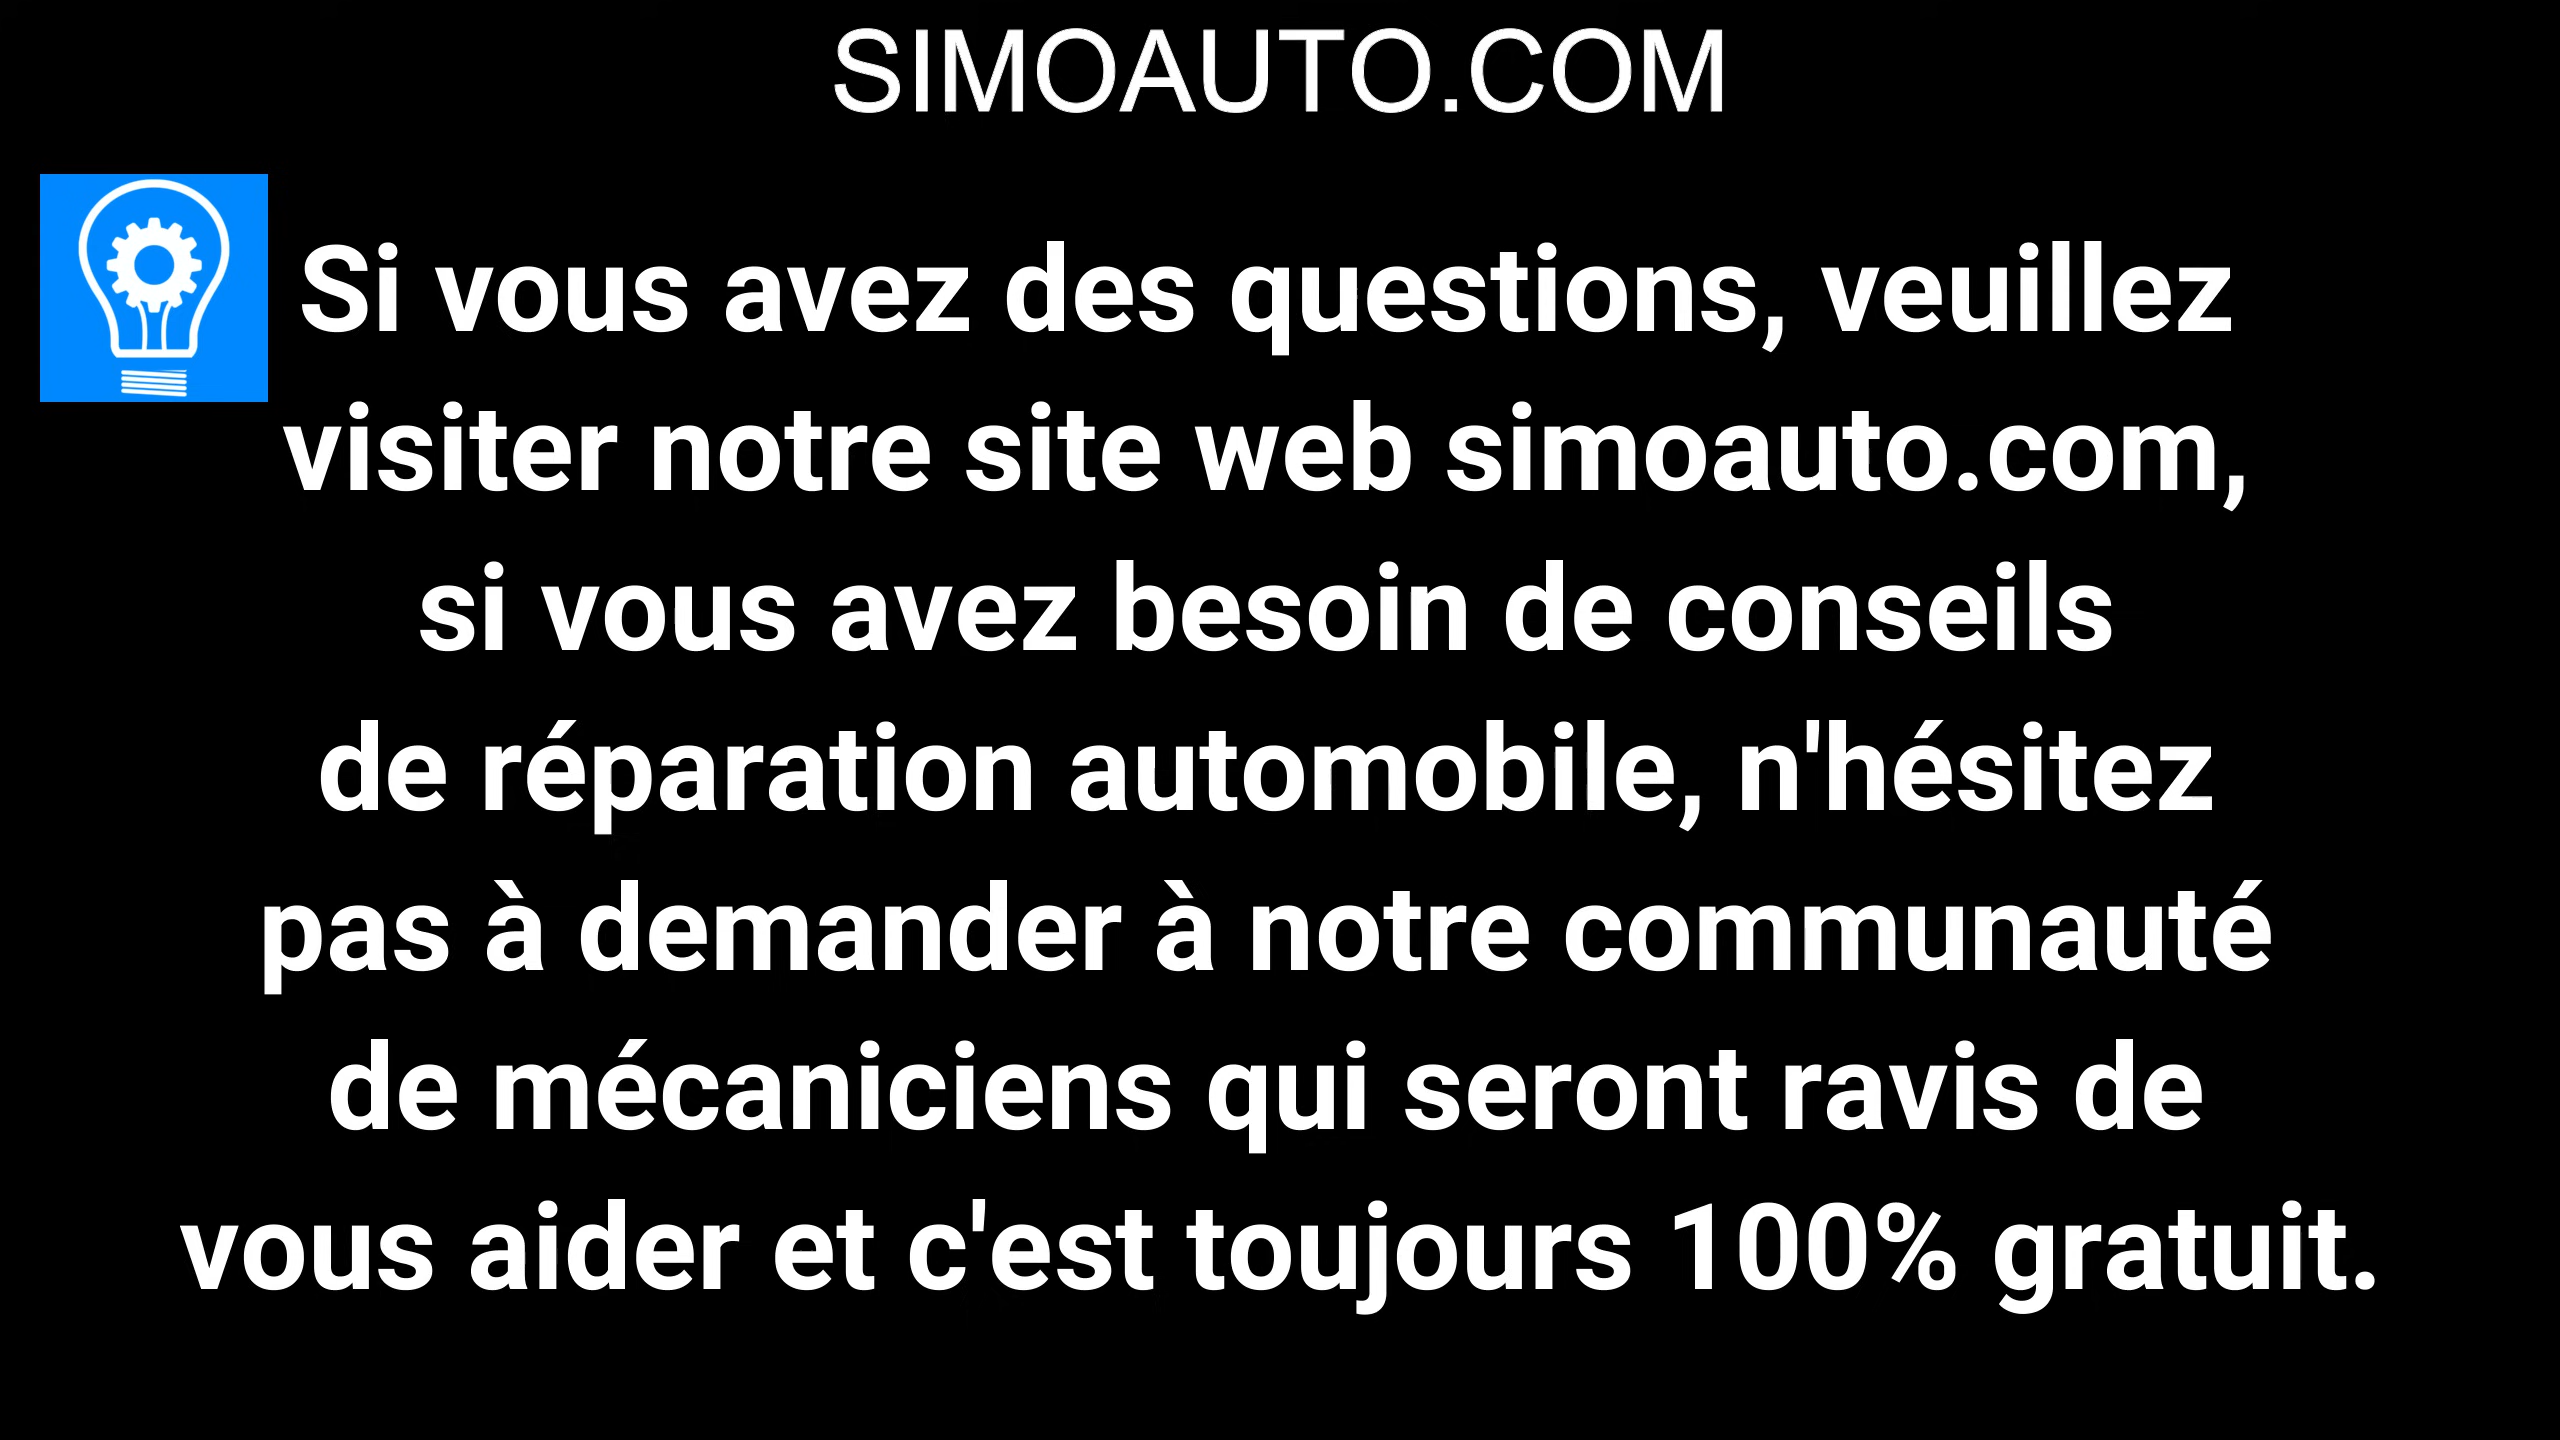 SIMOAUTO.COM
Si vous avez des questions, veuillez
visiter notre site web simoauto.com,
si vous avez besoin de conseils
de réparation automobile, n'hésitez
pas à demander à notre communauté
de mécaniciens qui seront ravis de
vous aider et c'est toujours 100% gratuit.